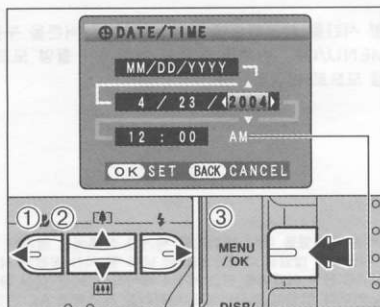 DATE/TIME
MM/DD/YYYY
4 / 23 / 2004
12 : 00 AM
OK SET BACK CANCEL
① ② ③
MENU
/ OK
DISP/